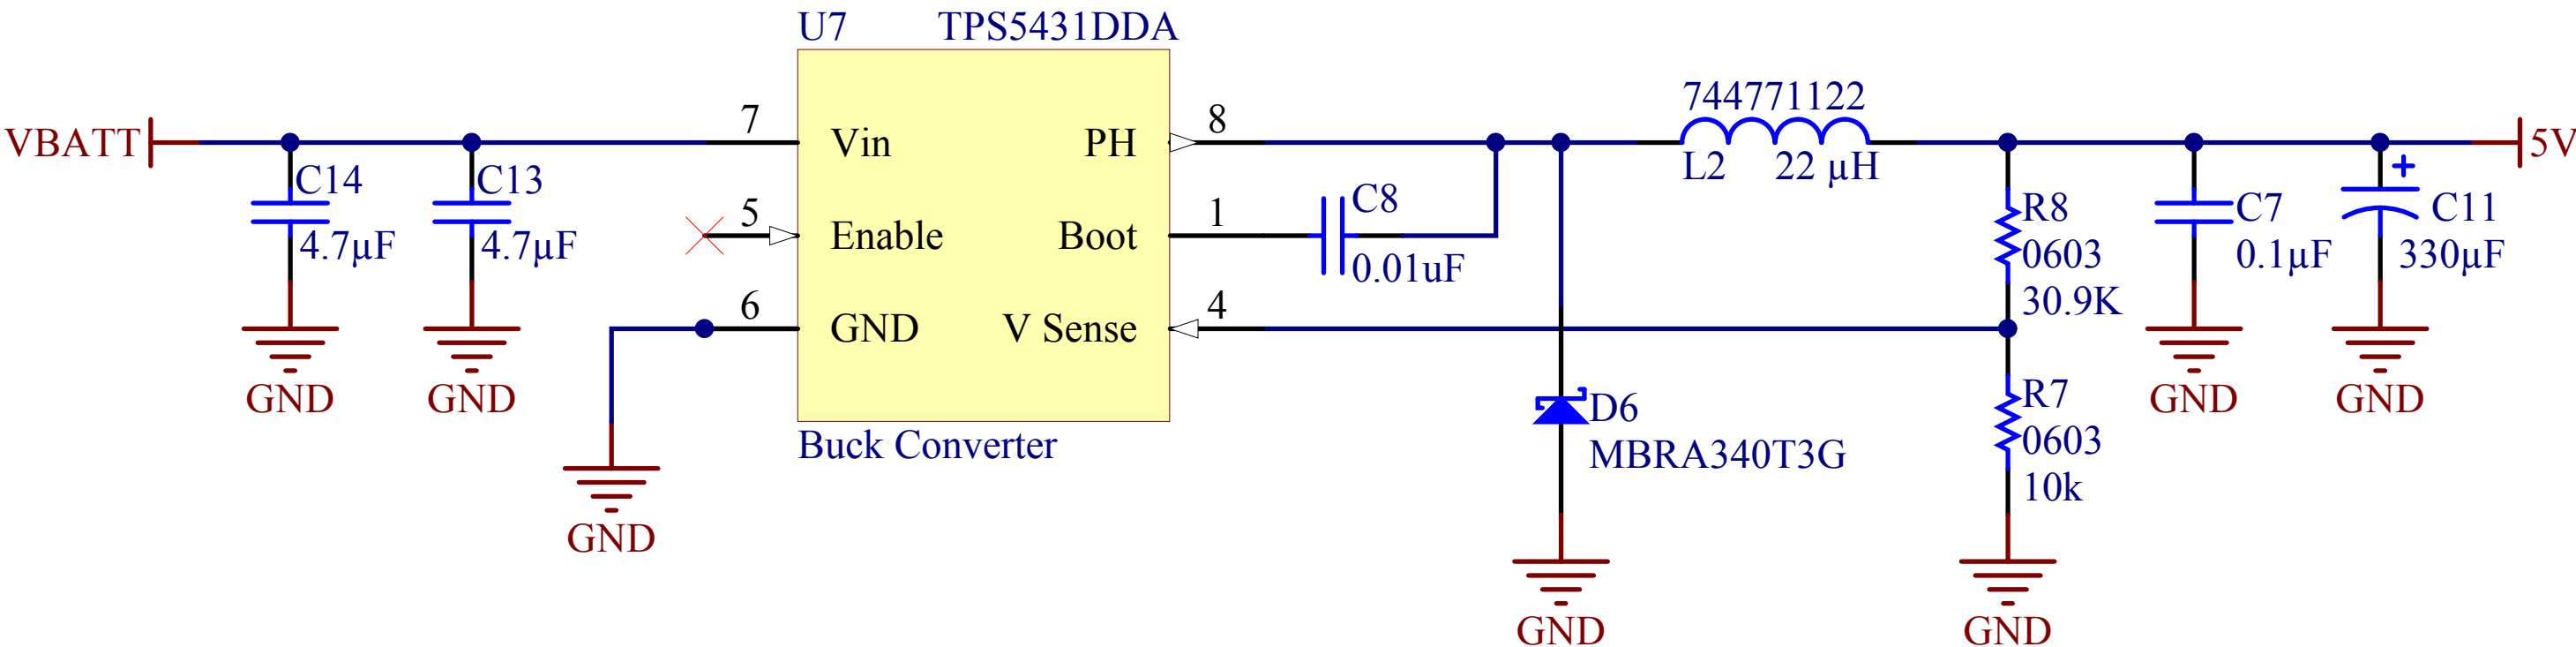 U7 TPS5431DDA
VBATT
7 Vin
5 Enable
6 GND
PH 8
Boot 1
V Sense 4
Buck Converter
C14
4.7µF
GND
C13
4.7µF
GND
GND
C8
0.01uF
744771122
L2 22 µH
D6
MBRA340T3G
GND
R8
0603
30.9K
R7
0603
10k
GND
C7
0.1µF
GND
+
C11
330µF
GND
5V